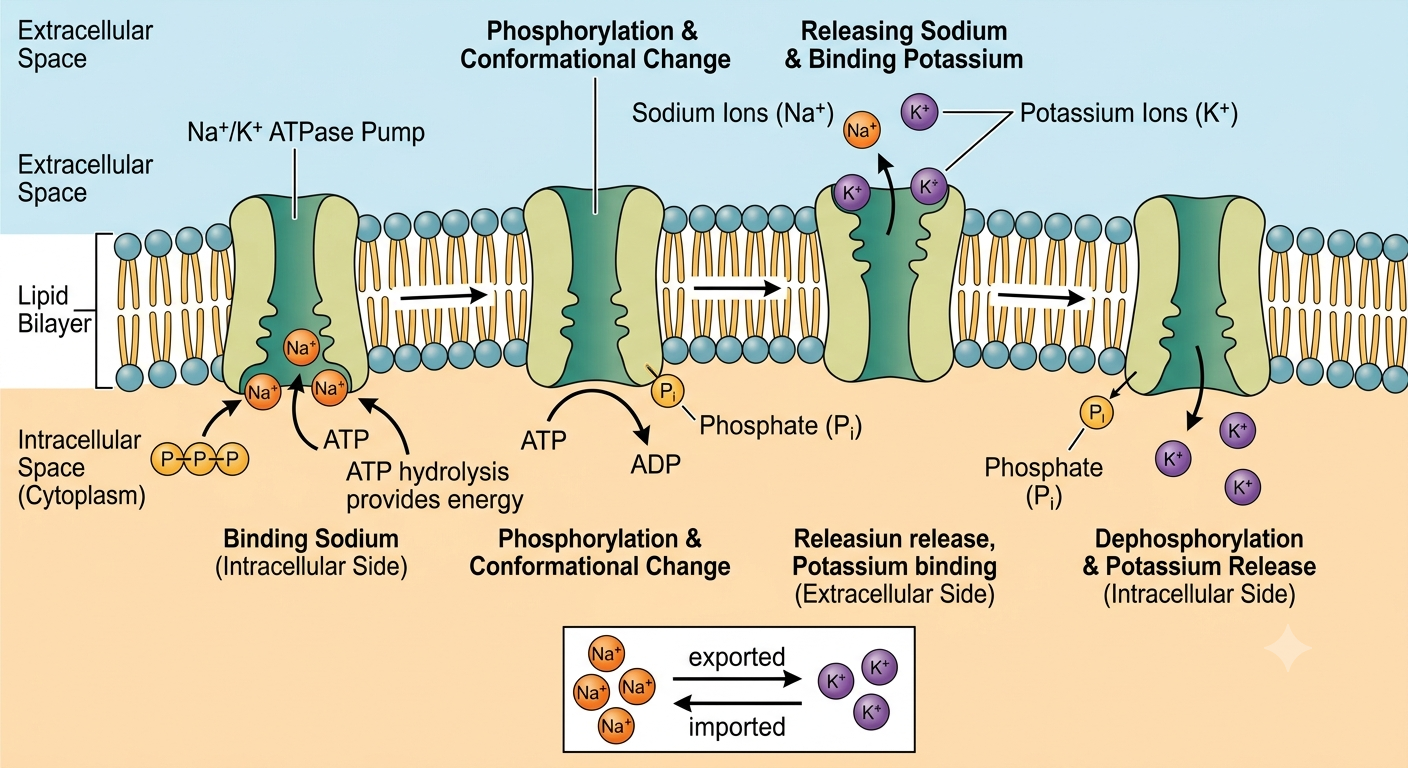 Extracellular
Space
Phosphorylation &
Conformational Change
Releasing Sodium
& Binding Potassium
Sodium Ions (Na⁺)
Na⁺
K⁺
Potassium Ions (K⁺)
Na⁺/K⁺ ATPase Pump
Extracellular
Space
K⁺
K⁺
Lipid
Bilayer
Na⁺
Na⁺
Na⁺
Pᵢ
Phosphate (Pᵢ)
Pᵢ
K⁺
K⁺
K⁺
Intracellular
Space
(Cytoplasm)
P-P-P
ATP
ATP hydrolysis
provides energy
ATP
ADP
Phosphate
(Pᵢ)
Binding Sodium
(Intracellular Side)
Phosphorylation &
Conformational Change
Releasiun release,
Potassium binding
(Extracellular Side)
Dephosphorylation
& Potassium Release
(Intracellular Side)
Na⁺
Na⁺
Na⁺
Na⁺
exported
imported
K⁺
K⁺
K⁺